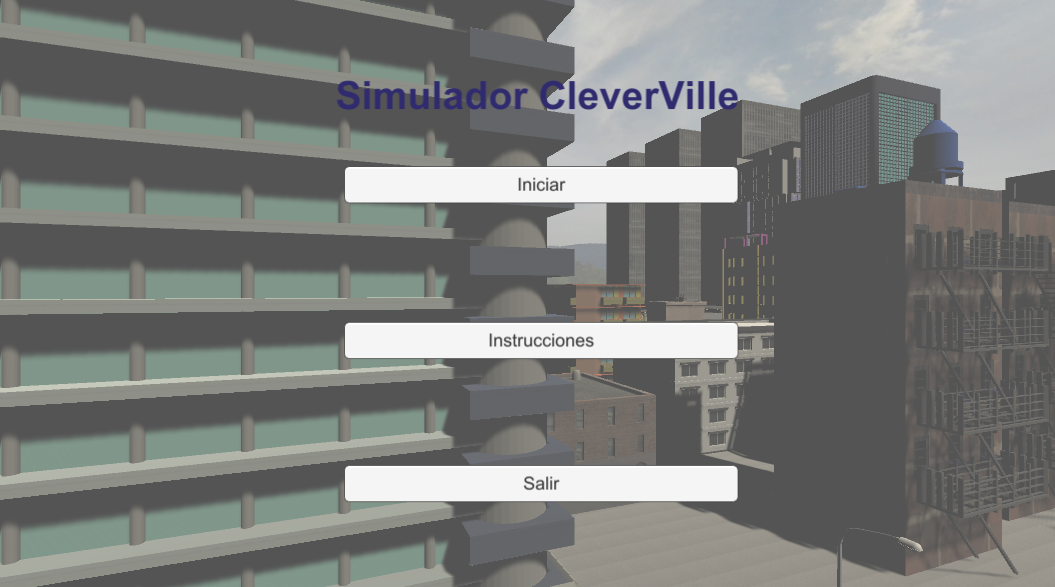 Simulador CleverVille
Iniciar
Instrucciones
Salir